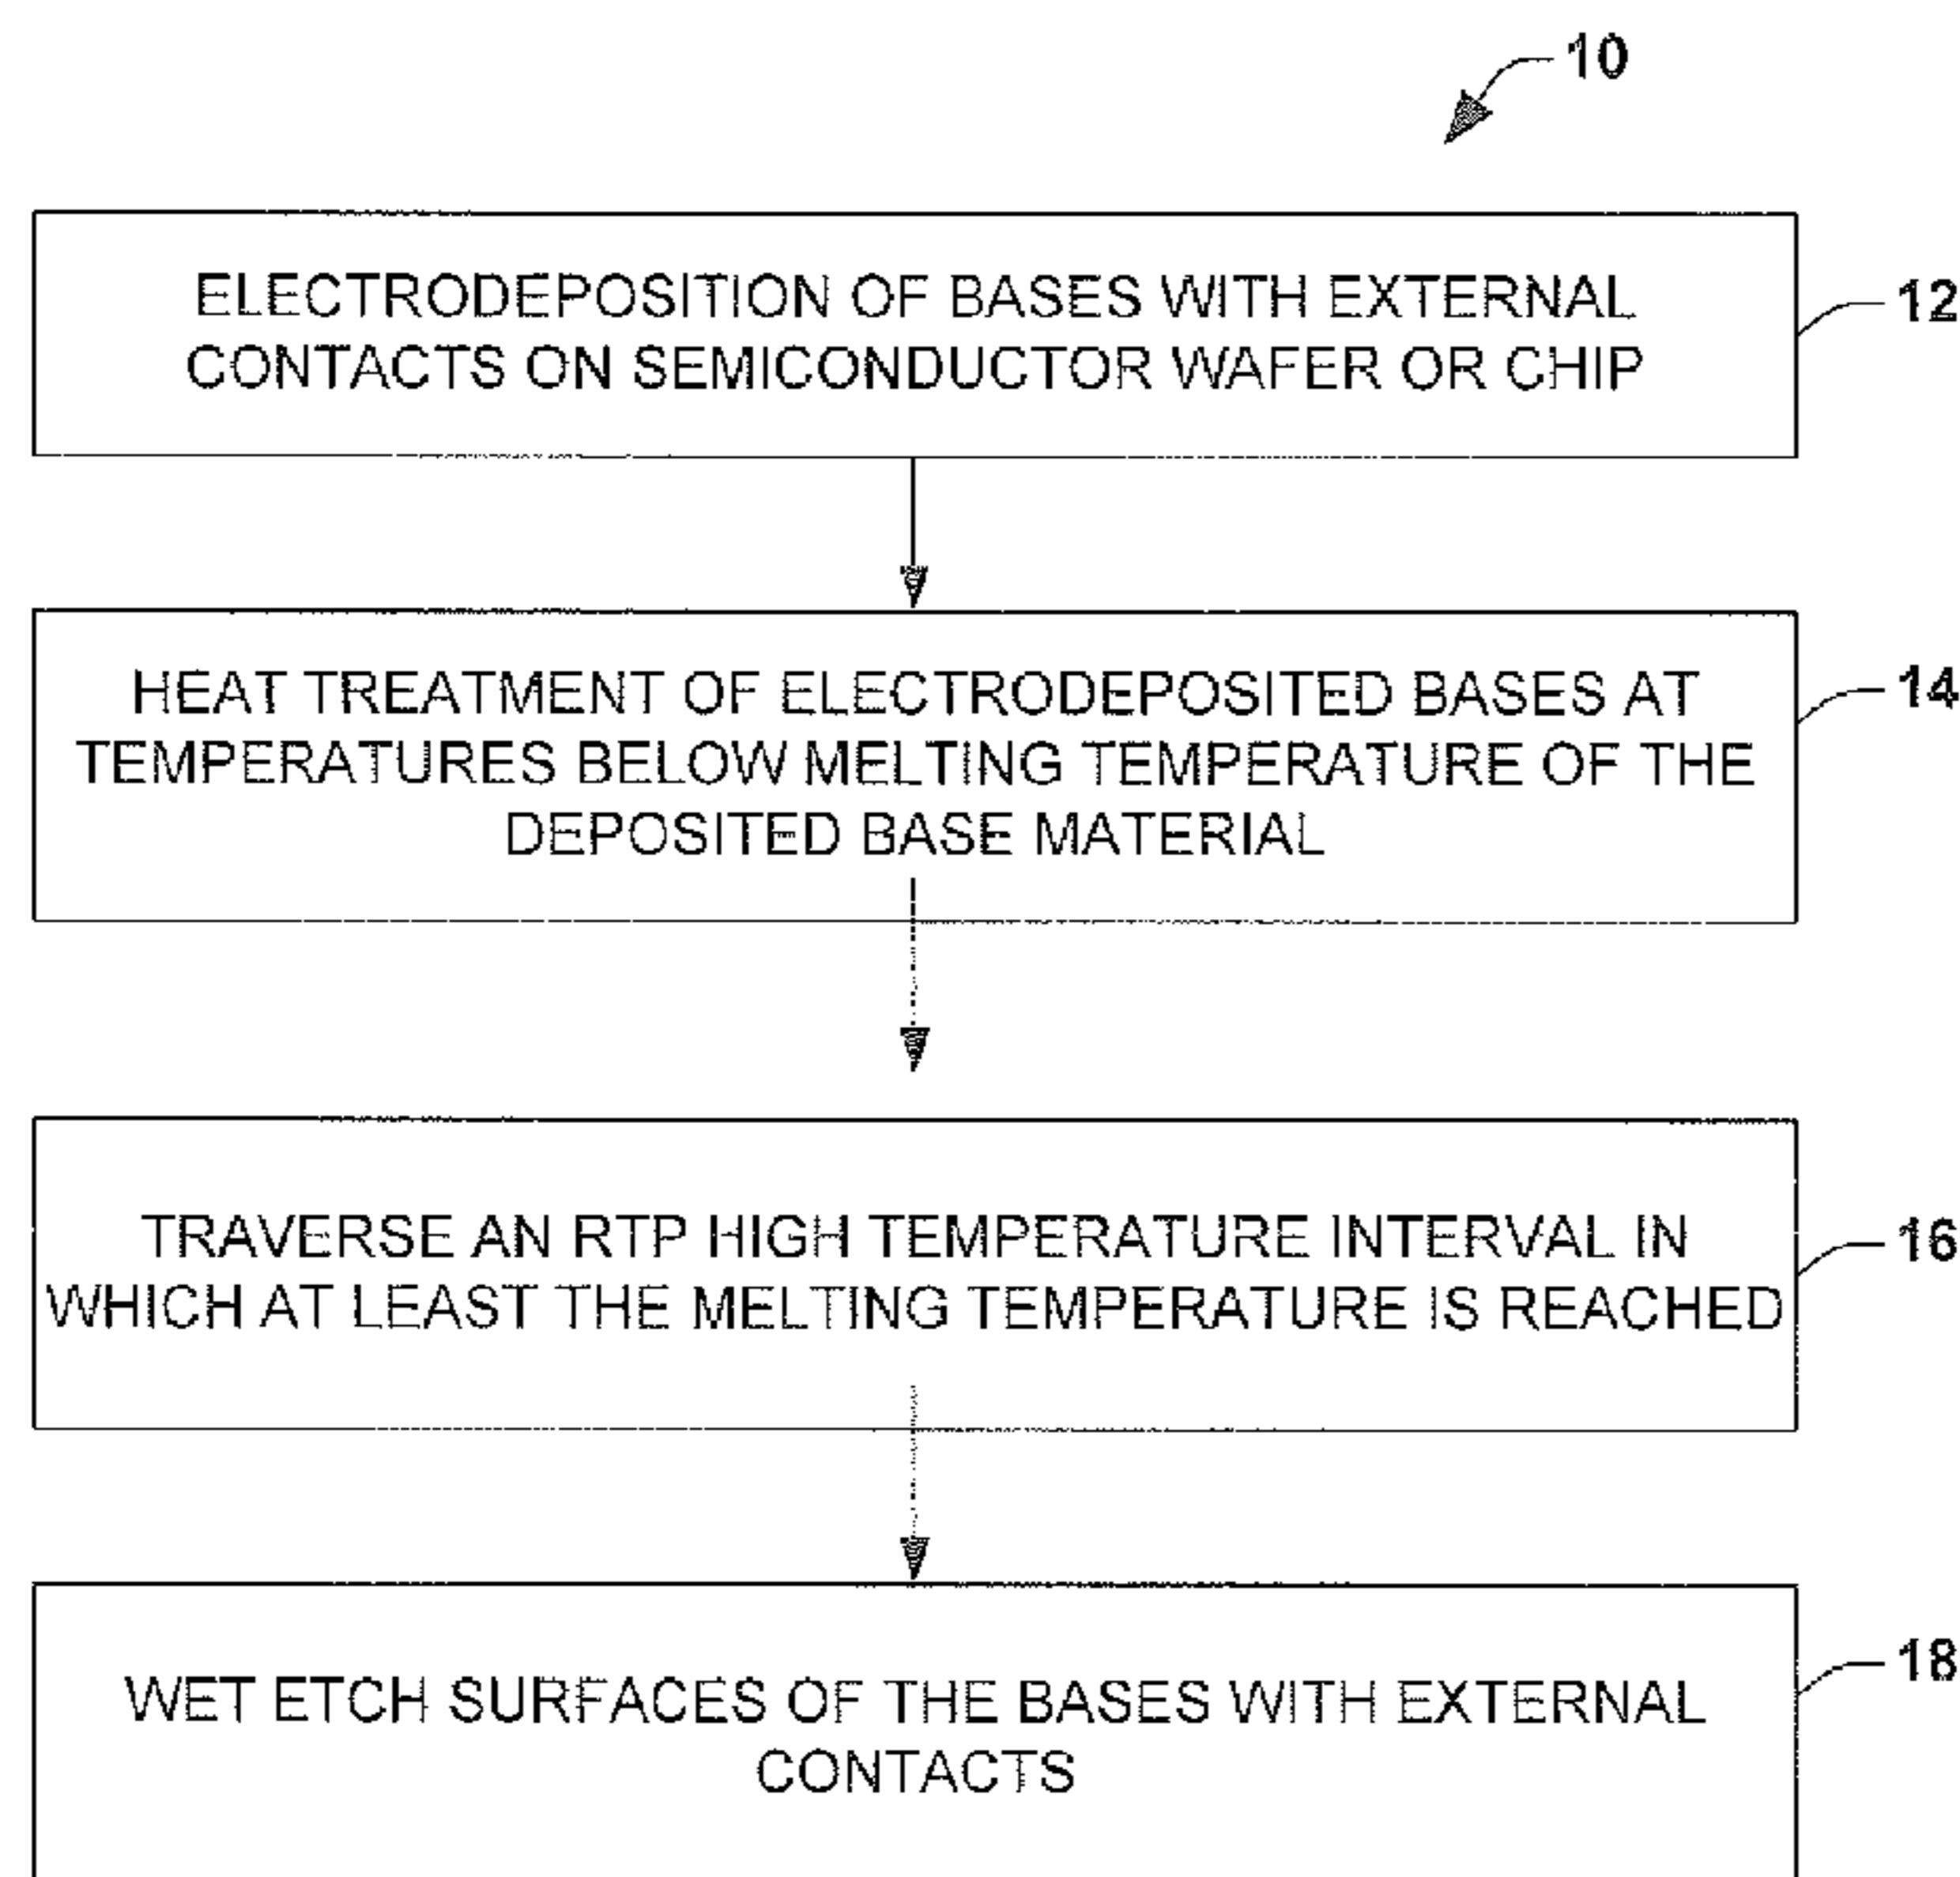 10
ELECTRODEPOSITION OF BASES WITH EXTERNAL
CONTACTS ON SEMICONDUCTOR WAFER OR CHIP
12
HEAT TREATMENT OF ELECTRODEPOSITED BASES AT
TEMPERATURES BELOW MELTING TEMPERATURE OF THE
DEPOSITED BASE MATERIAL
14
TRAVERSE AN RTP HIGH TEMPERATURE INTERVAL IN
WHICH AT LEAST THE MELTING TEMPERATURE IS REACHED
16
WET ETCH SURFACES OF THE BASES WITH EXTERNAL
CONTACTS
18